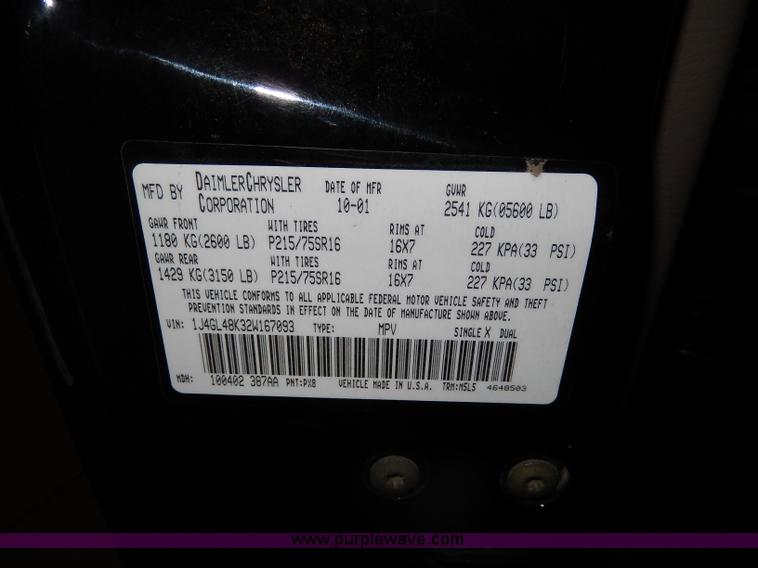 MFD BY DAIMLERCHRYSLER CORPORATION DATE OF MFR 10-01 GVWR 2541 KG(05600 LB)
GAWR FRONT WITH TIRES RIMS AT COLD
1180 KG(2600 LB) P215/75SR16 16X7 227 KPA(33 PSI)
GAWR REAR WITH TIRES RIMS AT COLD
1429 KG(3150 LB) P215/75SR16 16X7 227 KPA(33 PSI)
THIS VEHICLE CONFORMS TO ALL APPLICABLE FEDERAL MOTOR VEHICLE SAFETY AND THEFT
PREVENTION STANDARDS IN EFFECT ON THE DATE OF MANUFACTURE SHOWN ABOVE.
VIN: 1J4GL48K32W167093 TYPE: MPV SINGLE X DUAL
MDH: 100402 387AA PNT:PX8 VEHICLE MADE IN U.S.A. TRM:M5L5 4648503
www.purplewave.com